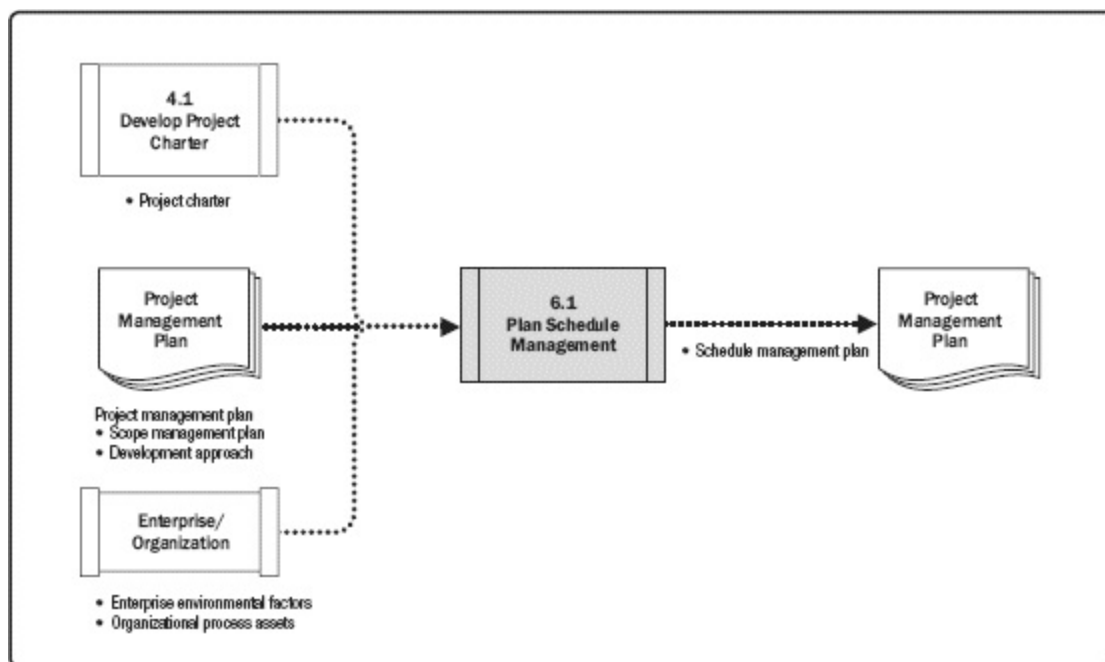 4.1
Develop Project
Charter
• Project charter
Project
Management
Plan
Project management plan
• Scope management plan
• Development approach
Enterprise/
Organization
• Enterprise environmental factors
• Organizational process assets
6.1
Plan Schedule
Management
• Schedule management plan
Project
Management
Plan